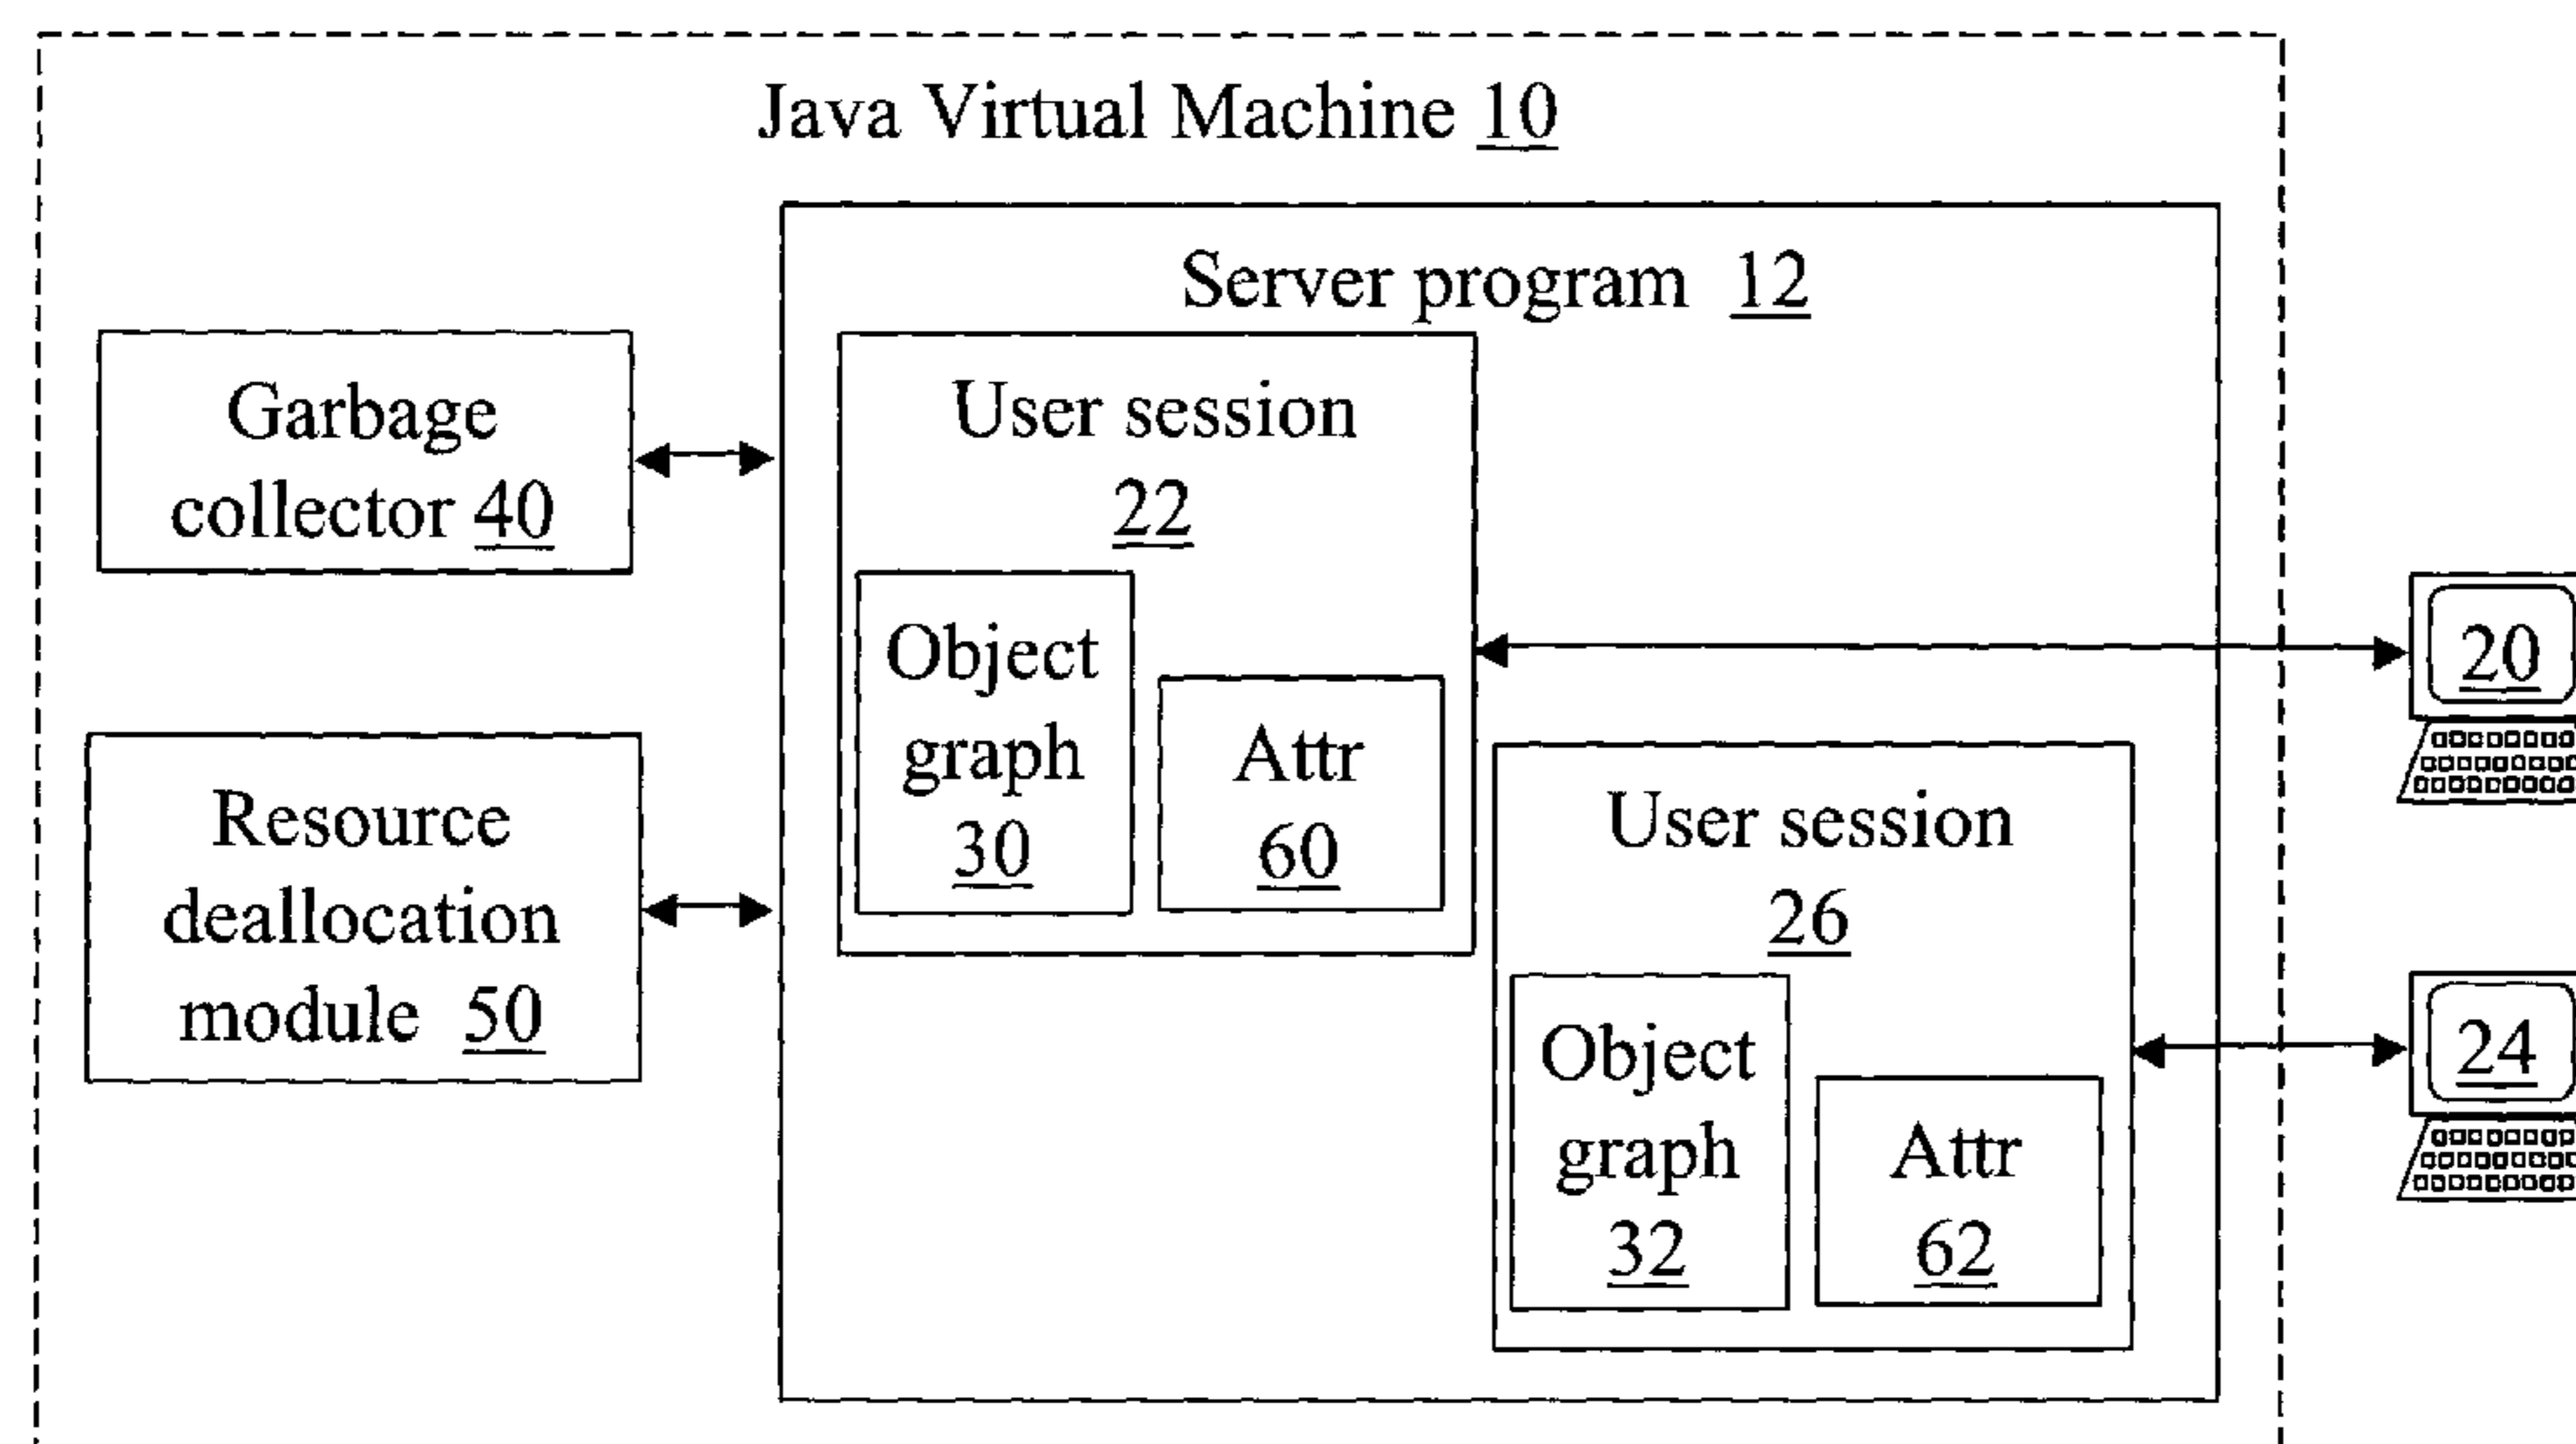 Java Virtual Machine 10
Server program 12
Garbage
collector 40
Resource
deallocation
module 50
User session
22
Object
graph
30
Attr
60
User session
26
Object
graph
32
Attr
62
20
24